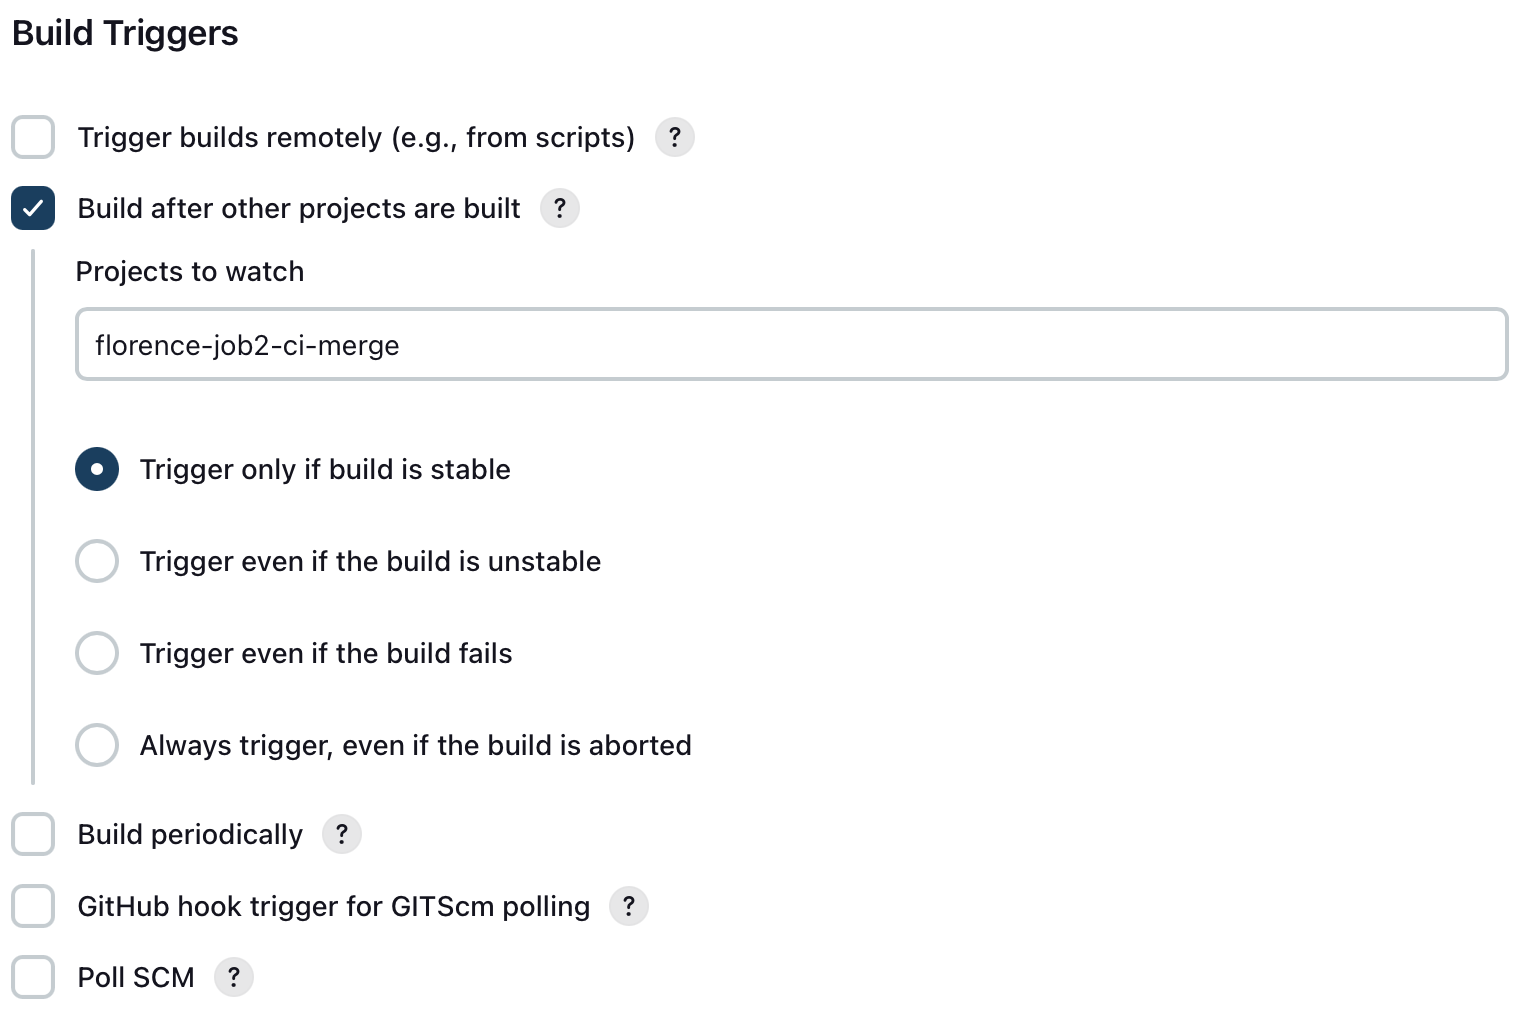 Build Triggers
Trigger builds remotely (e.g., from scripts) ?
Build after other projects are built ?
Projects to watch
florence-job2-ci-merge
Trigger only if build is stable
Trigger even if the build is unstable
Trigger even if the build fails
Always trigger, even if the build is aborted
Build periodically ?
GitHub hook trigger for GITScm polling ?
Poll SCM ?